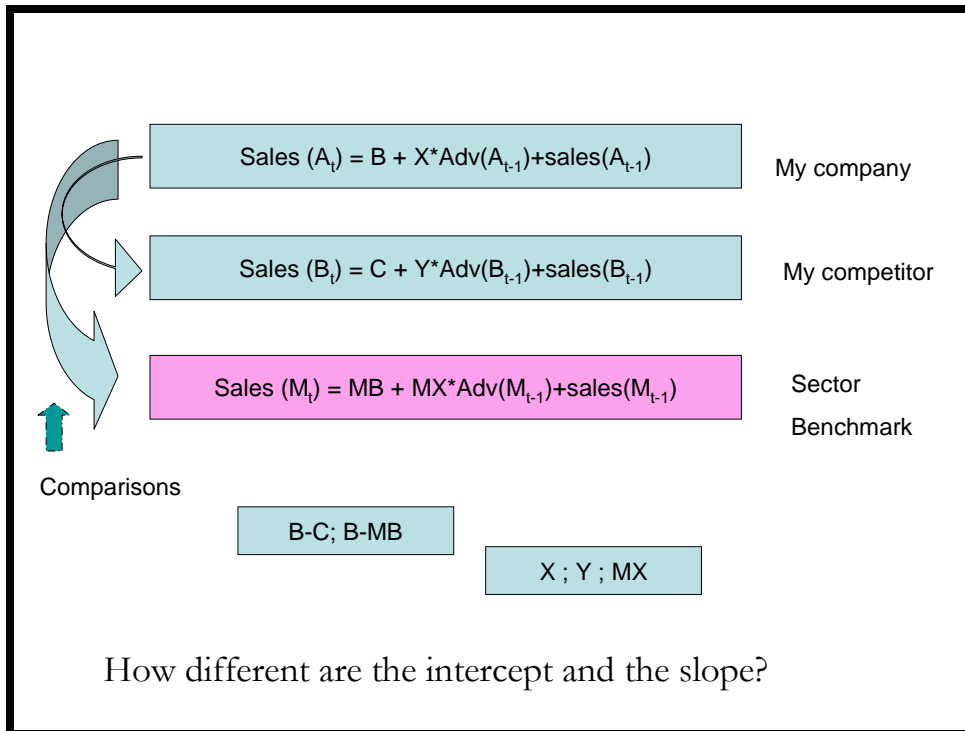 Sales (Aₜ) = B + X*Adv(Aₜ₋₁)+sales(Aₜ₋₁)
My company
Sales (Bₜ) = C + Y*Adv(Bₜ₋₁)+sales(Bₜ₋₁)
My competitor
Sales (Mₜ) = MB + MX*Adv(Mₜ₋₁)+sales(Mₜ₋₁)
Sector
Benchmark
Comparisons
B-C; B-MB
X ; Y ; MX
How different are the intercept and the slope?